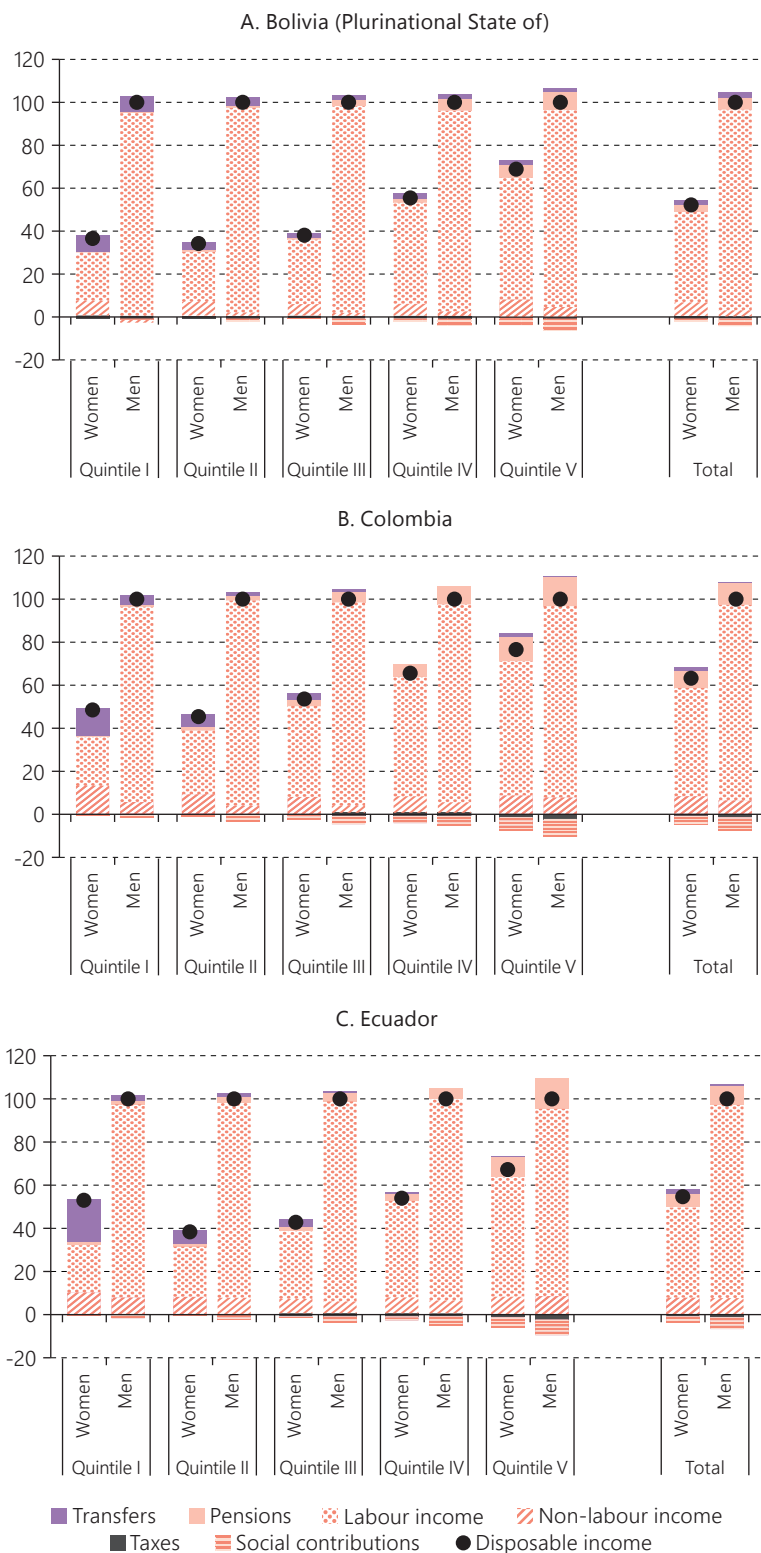 A. Bolivia (Plurinational State of)
120
100
80
60
40
20
0
-20
Women Men Women Men Women Men Women Men Women Men Women Men
Quintile I Quintile II Quintile III Quintile IV Quintile V Total
B. Colombia
120
100
80
60
40
20
0
-20
Women Men Women Men Women Men Women Men Women Men Women Men
Quintile I Quintile II Quintile III Quintile IV Quintile V Total
C. Ecuador
120
100
80
60
40
20
0
-20
Women Men Women Men Women Men Women Men Women Men Women Men
Quintile I Quintile II Quintile III Quintile IV Quintile V Total
Transfers Pensions Labour income Non-labour income
Taxes Social contributions Disposable income